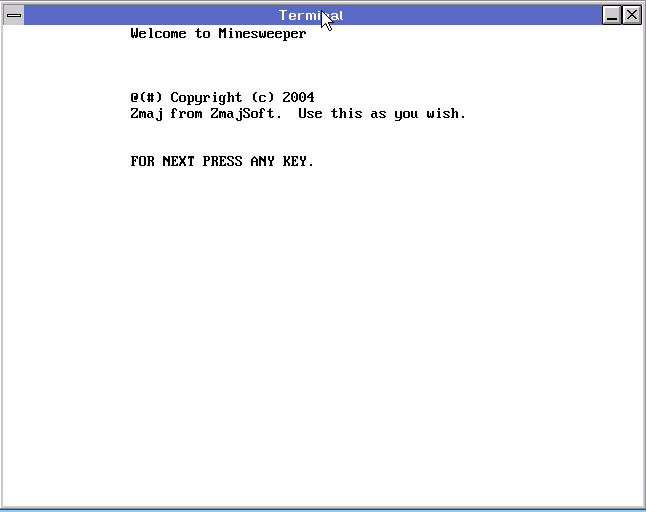 Terminal
Welcome to Minesweeper
@(#) Copyright (c) 2004
Zmaj from ZmajSoft.  Use this as you wish.
FOR NEXT PRESS ANY KEY.